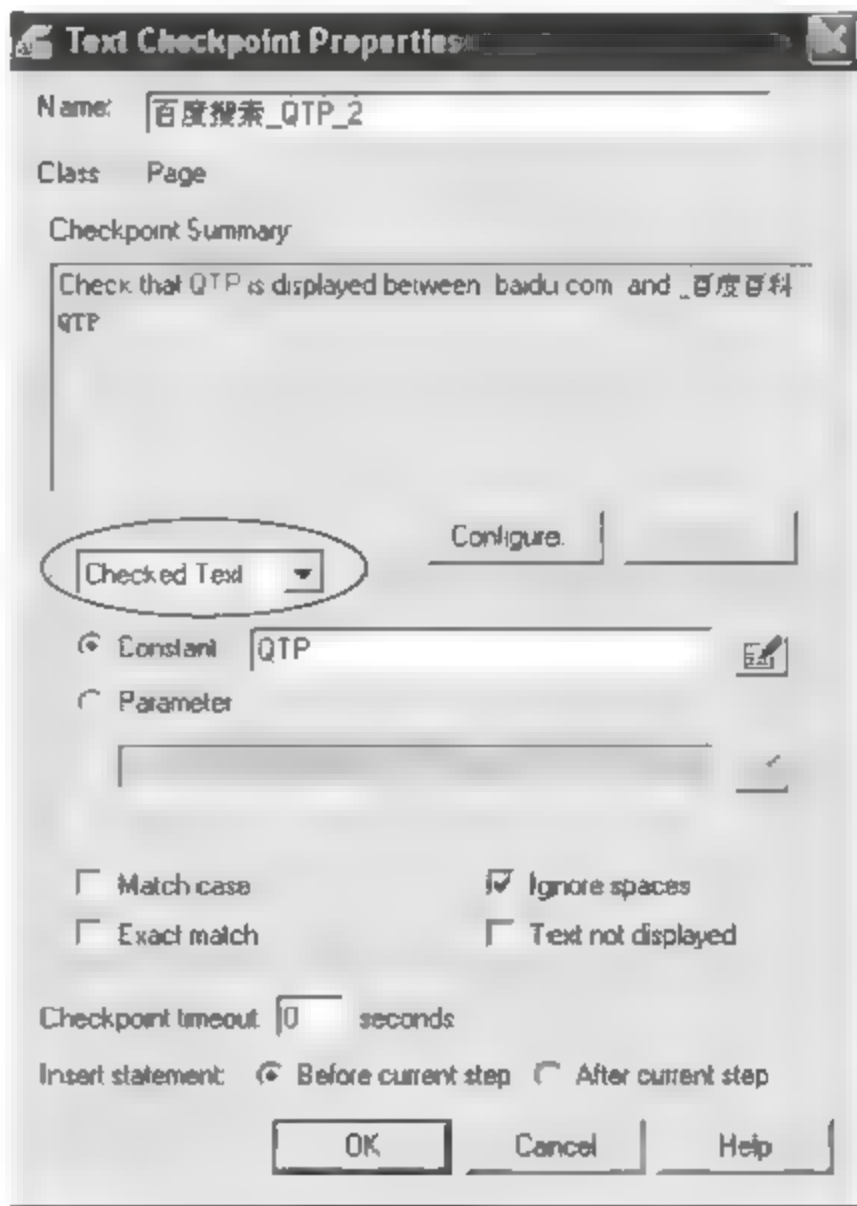 Text Checkpoint Properties
Name: 百度搜索_QTP_2
Class Page
Checkpoint Summary
Check that QTP is displayed between baidu com and _百度百科
QTP
Configure.
Checked Text
Constant QTP
Parameter
Match case Ignore spaces
Exact match Text not displayed
Checkpoint timeout 0 seconds
Insert statement: Before current step After current step
OK Cancel Help